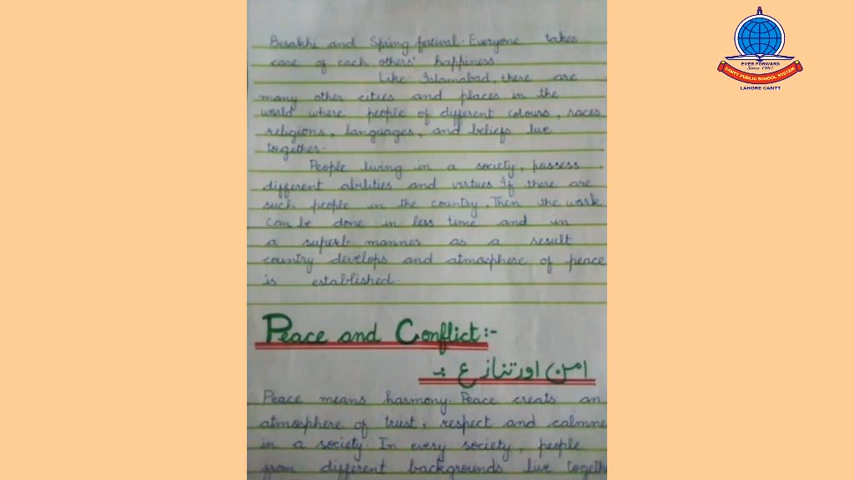 Besakhi and Spring festival. Everyone takes
care of each others' happiness.
Like Islamabad, there are
many other cities and places in the
world where people of different colours, races
religions, languages, and beliefs live
together.
People living in a society, possess
different abilities and virtues. If there are
such people in the country. Then the work
can be done in less time and in
a superb manner as a result
country develops and atmosphere of peace
is established.
Peace and Conflict:-
امن اور تنازع :-
Peace means harmony. Peace creats an
atmosphere of trust, respect and calmne
in a society. In every society, people
from different backgrounds live togeth
EVER FORWARD
Since 1987
CANTT PUBLIC SCHOOL SYSTEM
LAHORE CANTT